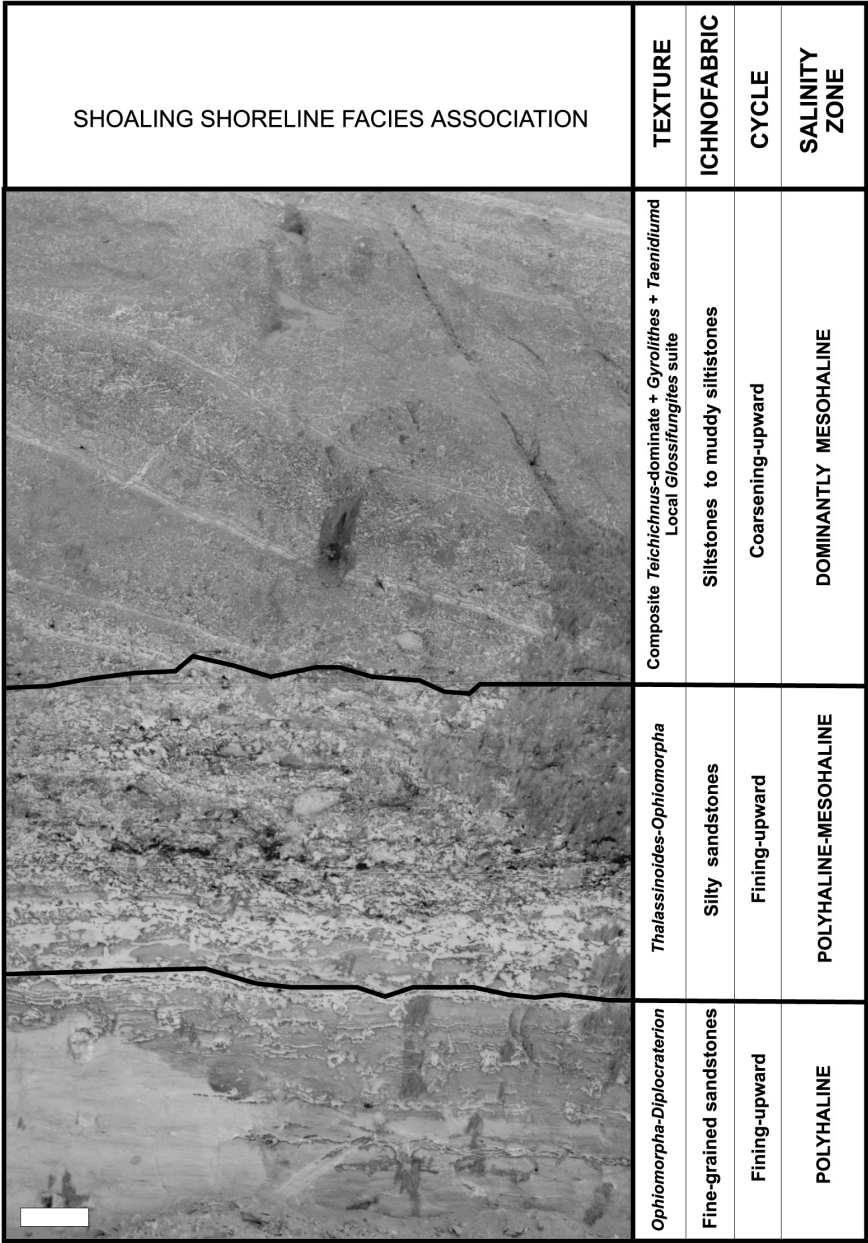 SHOALING SHORELINE FACIES ASSOCIATION
TEXTURE
ICHNOFABRIC
CYCLE
SALINITY
ZONE
Composite Teichichnus-dominate + Gyrolithes + Taenidiumd
Local Glossifungites suite
Siltstones to muddy siltistones
Coarsening-upward
DOMINANTLY MESOHALINE
Thalassinoides-Ophiomorpha
Silty sandstones
Fining-upward
POLYHALINE-MESOHALINE
Ophiomorpha-Diplocraterion
Fine-grained sandstones
Fining-upward
POLYHALINE